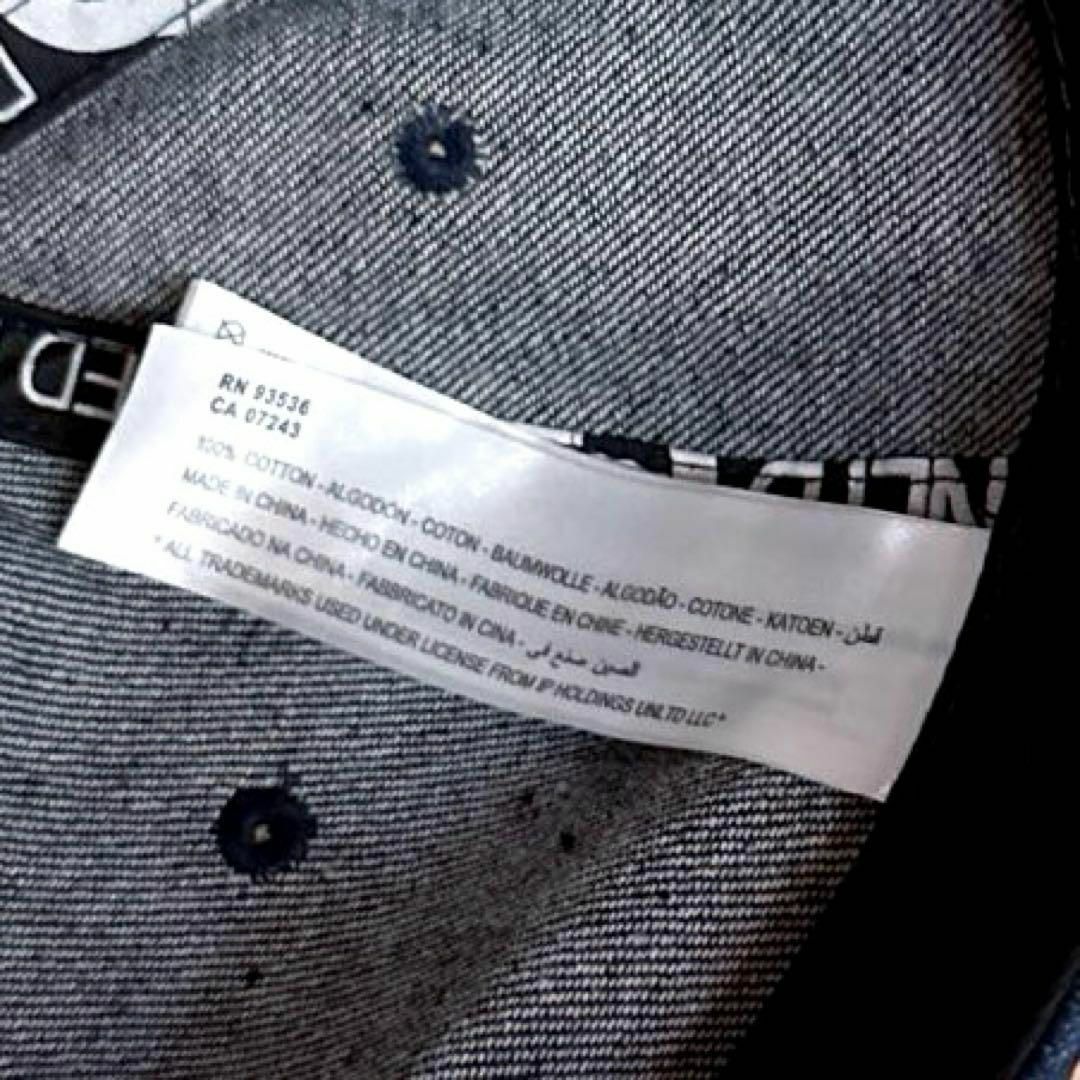 RN 93536
CA 07243
100% COTTON - ALGODON - COTON - BAUMWOLLE - ALGODÃO - COTONE - KATOEN - قطن
MADE IN CHINA - HECHO EN CHINA - FABRIQUE EN CHINE - HERGESTELLT IN CHINA -
FABRICADO NA CHINA - FABBRICATO IN CINA - صنع في الصين
* ALL TRADEMARKS USED UNDER LICENSE FROM IP HOLDINGS UNLTD LLC*
ED